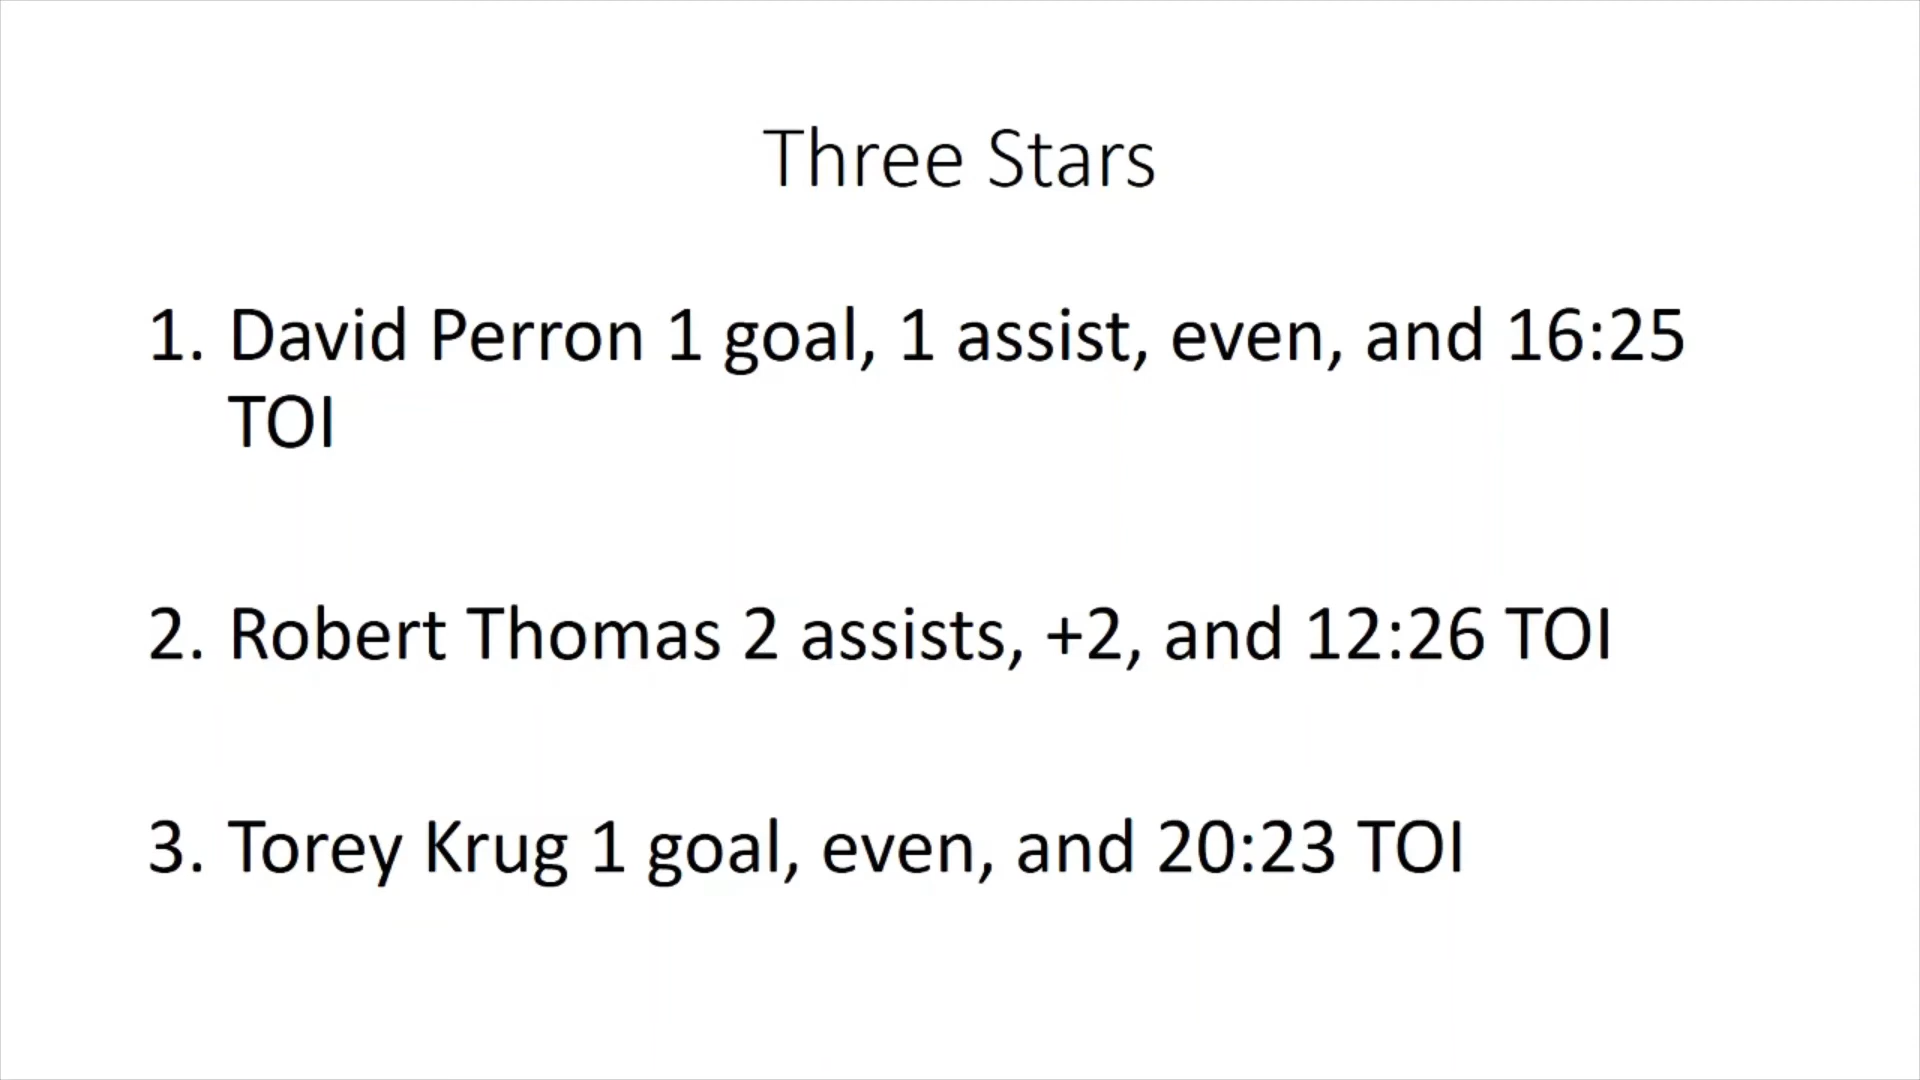 Three Stars
1. David Perron 1 goal, 1 assist, even, and 16:25
TOI
2. Robert Thomas 2 assists, +2, and 12:26 TOI
3. Torey Krug 1 goal, even, and 20:23 TOI